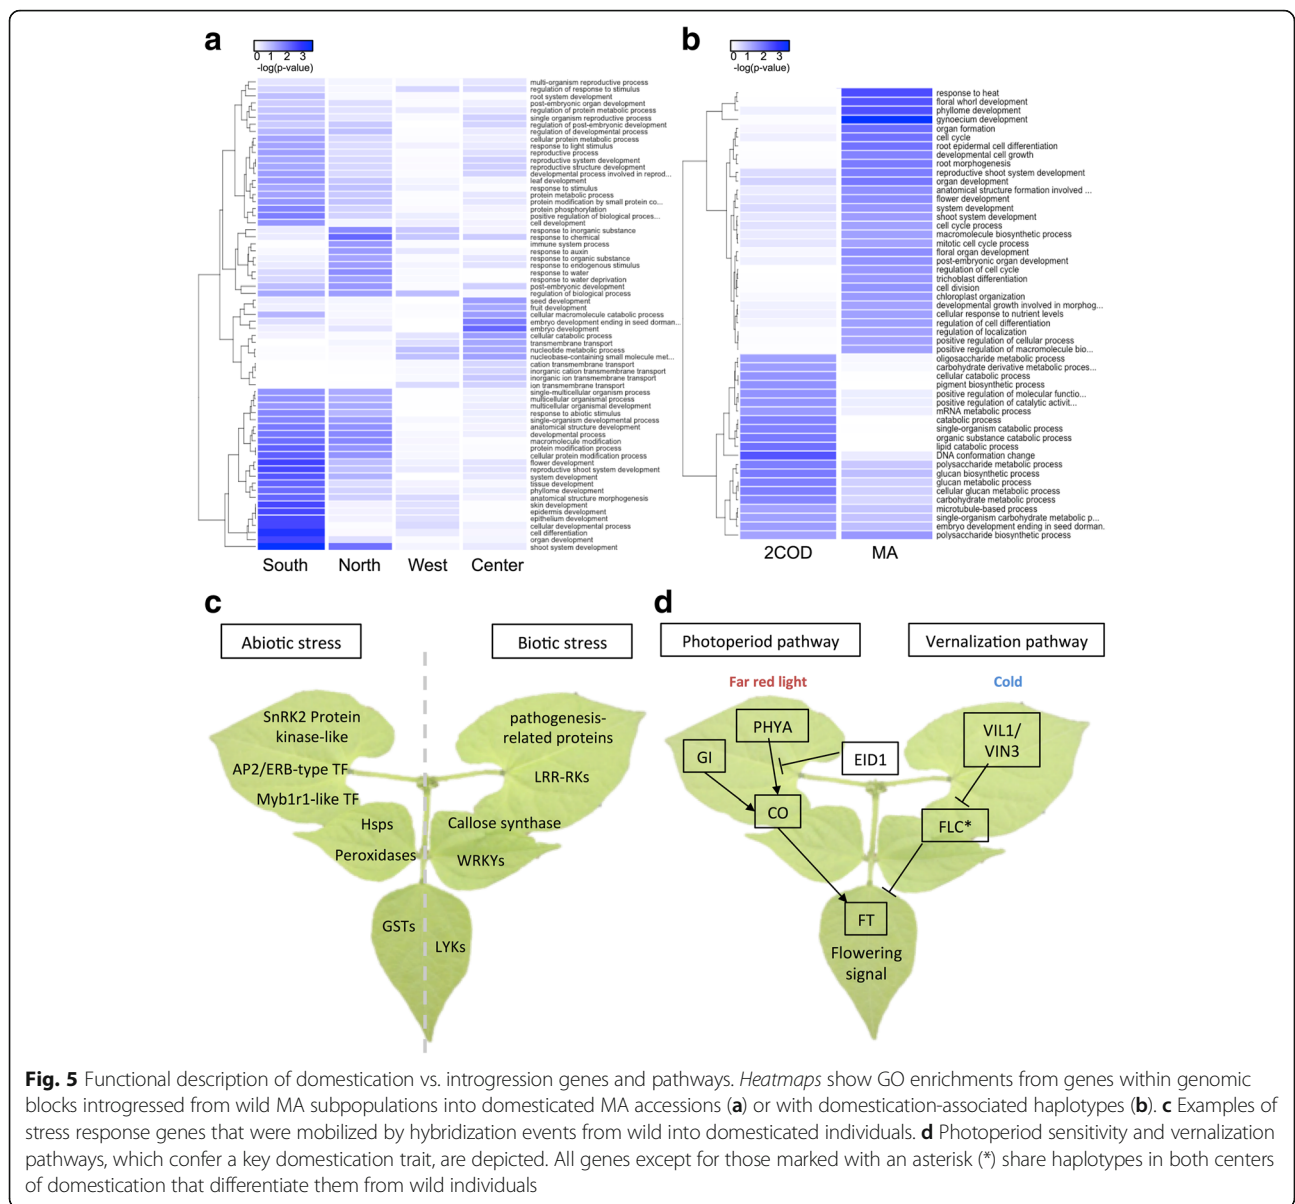 a
0 1 2 3
-log(p-value)
multi-organism reproductive process
regulation of response to stimulus
root system development
post-embryonic organ development
regulation of protein metabolic process
single organism reproductive process
regulation of post-embryonic development
regulation of developmental process
cellular protein metabolic process
response to light stimulus
reproductive process
reproductive system development
reproductive structure development
developmental process involved in reprod...
leaf development
response to stimulus
protein metabolic process
protein modification by small protein co...
protein phosphorylation
positive regulation of biological proces...
cell development
response to inorganic substance
response to chemical
immune system process
response to auxin
response to organic substance
response to endogenous stimulus
response to water
response to water deprivation
post-embryonic development
regulation of biological process
seed development
fruit development
cellular macromolecule catabolic process
embryo development ending in seed dorman...
embryo development
cellular catabolic process
transmembrane transport
nucleotide metabolic process
nucleobase-containing small molecule met...
cation transmembrane transport
inorganic cation transmembrane transport
inorganic ion transmembrane transport
ion transmembrane transport
single-multicellular organism process
multicellular organismal process
multicellular organismal development
response to abiotic stimulus
single-organism developmental process
anatomical structure development
developmental process
macromolecule modification
protein modification process
cellular protein modification process
flower development
reproductive shoot system development
system development
tissue development
phyllome development
anatomical structure morphogenesis
skin development
epidermis development
epithelium development
cellular developmental process
cell differentiation
organ development
shoot system development
South North West Center
b
0 1 2 3
-log(p-value)
response to heat
floral whorl development
phyllome development
gynoecium development
organ formation
cell cycle
root epidermal cell differentiation
developmental cell growth
root morphogenesis
reproductive shoot system development
organ development
anatomical structure formation involved ...
flower development
system development
shoot system development
cell cycle process
macromolecule biosynthetic process
mitotic cell cycle process
floral organ development
post-embryonic organ development
regulation of cell cycle
trichoblast differentiation
cell division
chloroplast organization
developmental growth involved in morphog...
cellular response to nutrient levels
regulation of cell differentiation
regulation of localization
positive regulation of cellular process
positive regulation of macromolecule bio...
oligosaccharide metabolic process
carbohydrate derivative metabolic proces...
cellular catabolic process
pigment biosynthetic process
positive regulation of molecular functio...
positive regulation of catalytic activit...
mRNA metabolic process
catabolic process
single-organism catabolic process
organic substance catabolic process
lipid catabolic process
DNA conformation change
polysaccharide metabolic process
glucan biosynthetic process
glucan metabolic process
cellular glucan metabolic process
carbohydrate metabolic process
microtubule-based process
single-organism carbohydrate metabolic p...
embryo development ending in seed dorman.
polysaccharide biosynthetic process
2COD MA
c
Abiotic stress
Biotic stress
SnRK2 Protein
kinase-like
AP2/ERB-type TF
Myb1r1-like TF
Hsps
Peroxidases
GSTs
pathogenesis-
related proteins
LRR-RKs
Callose synthase
WRKYs
LYKs
d
Photoperiod pathway
Vernalization pathway
Far red light
Cold
PHYA
GI
EID1
CO
VIL1/
VIN3
FLC*
FT
Flowering
signal
Fig. 5 Functional description of domestication vs. introgression genes and pathways. Heatmaps show GO enrichments from genes within genomic
blocks introgressed from wild MA subpopulations into domesticated MA accessions (a) or with domestication-associated haplotypes (b). c Examples of
stress response genes that were mobilized by hybridization events from wild into domesticated individuals. d Photoperiod sensitivity and vernalization
pathways, which confer a key domestication trait, are depicted. All genes except for those marked with an asterisk (*) share haplotypes in both centers
of domestication that differentiate them from wild individuals